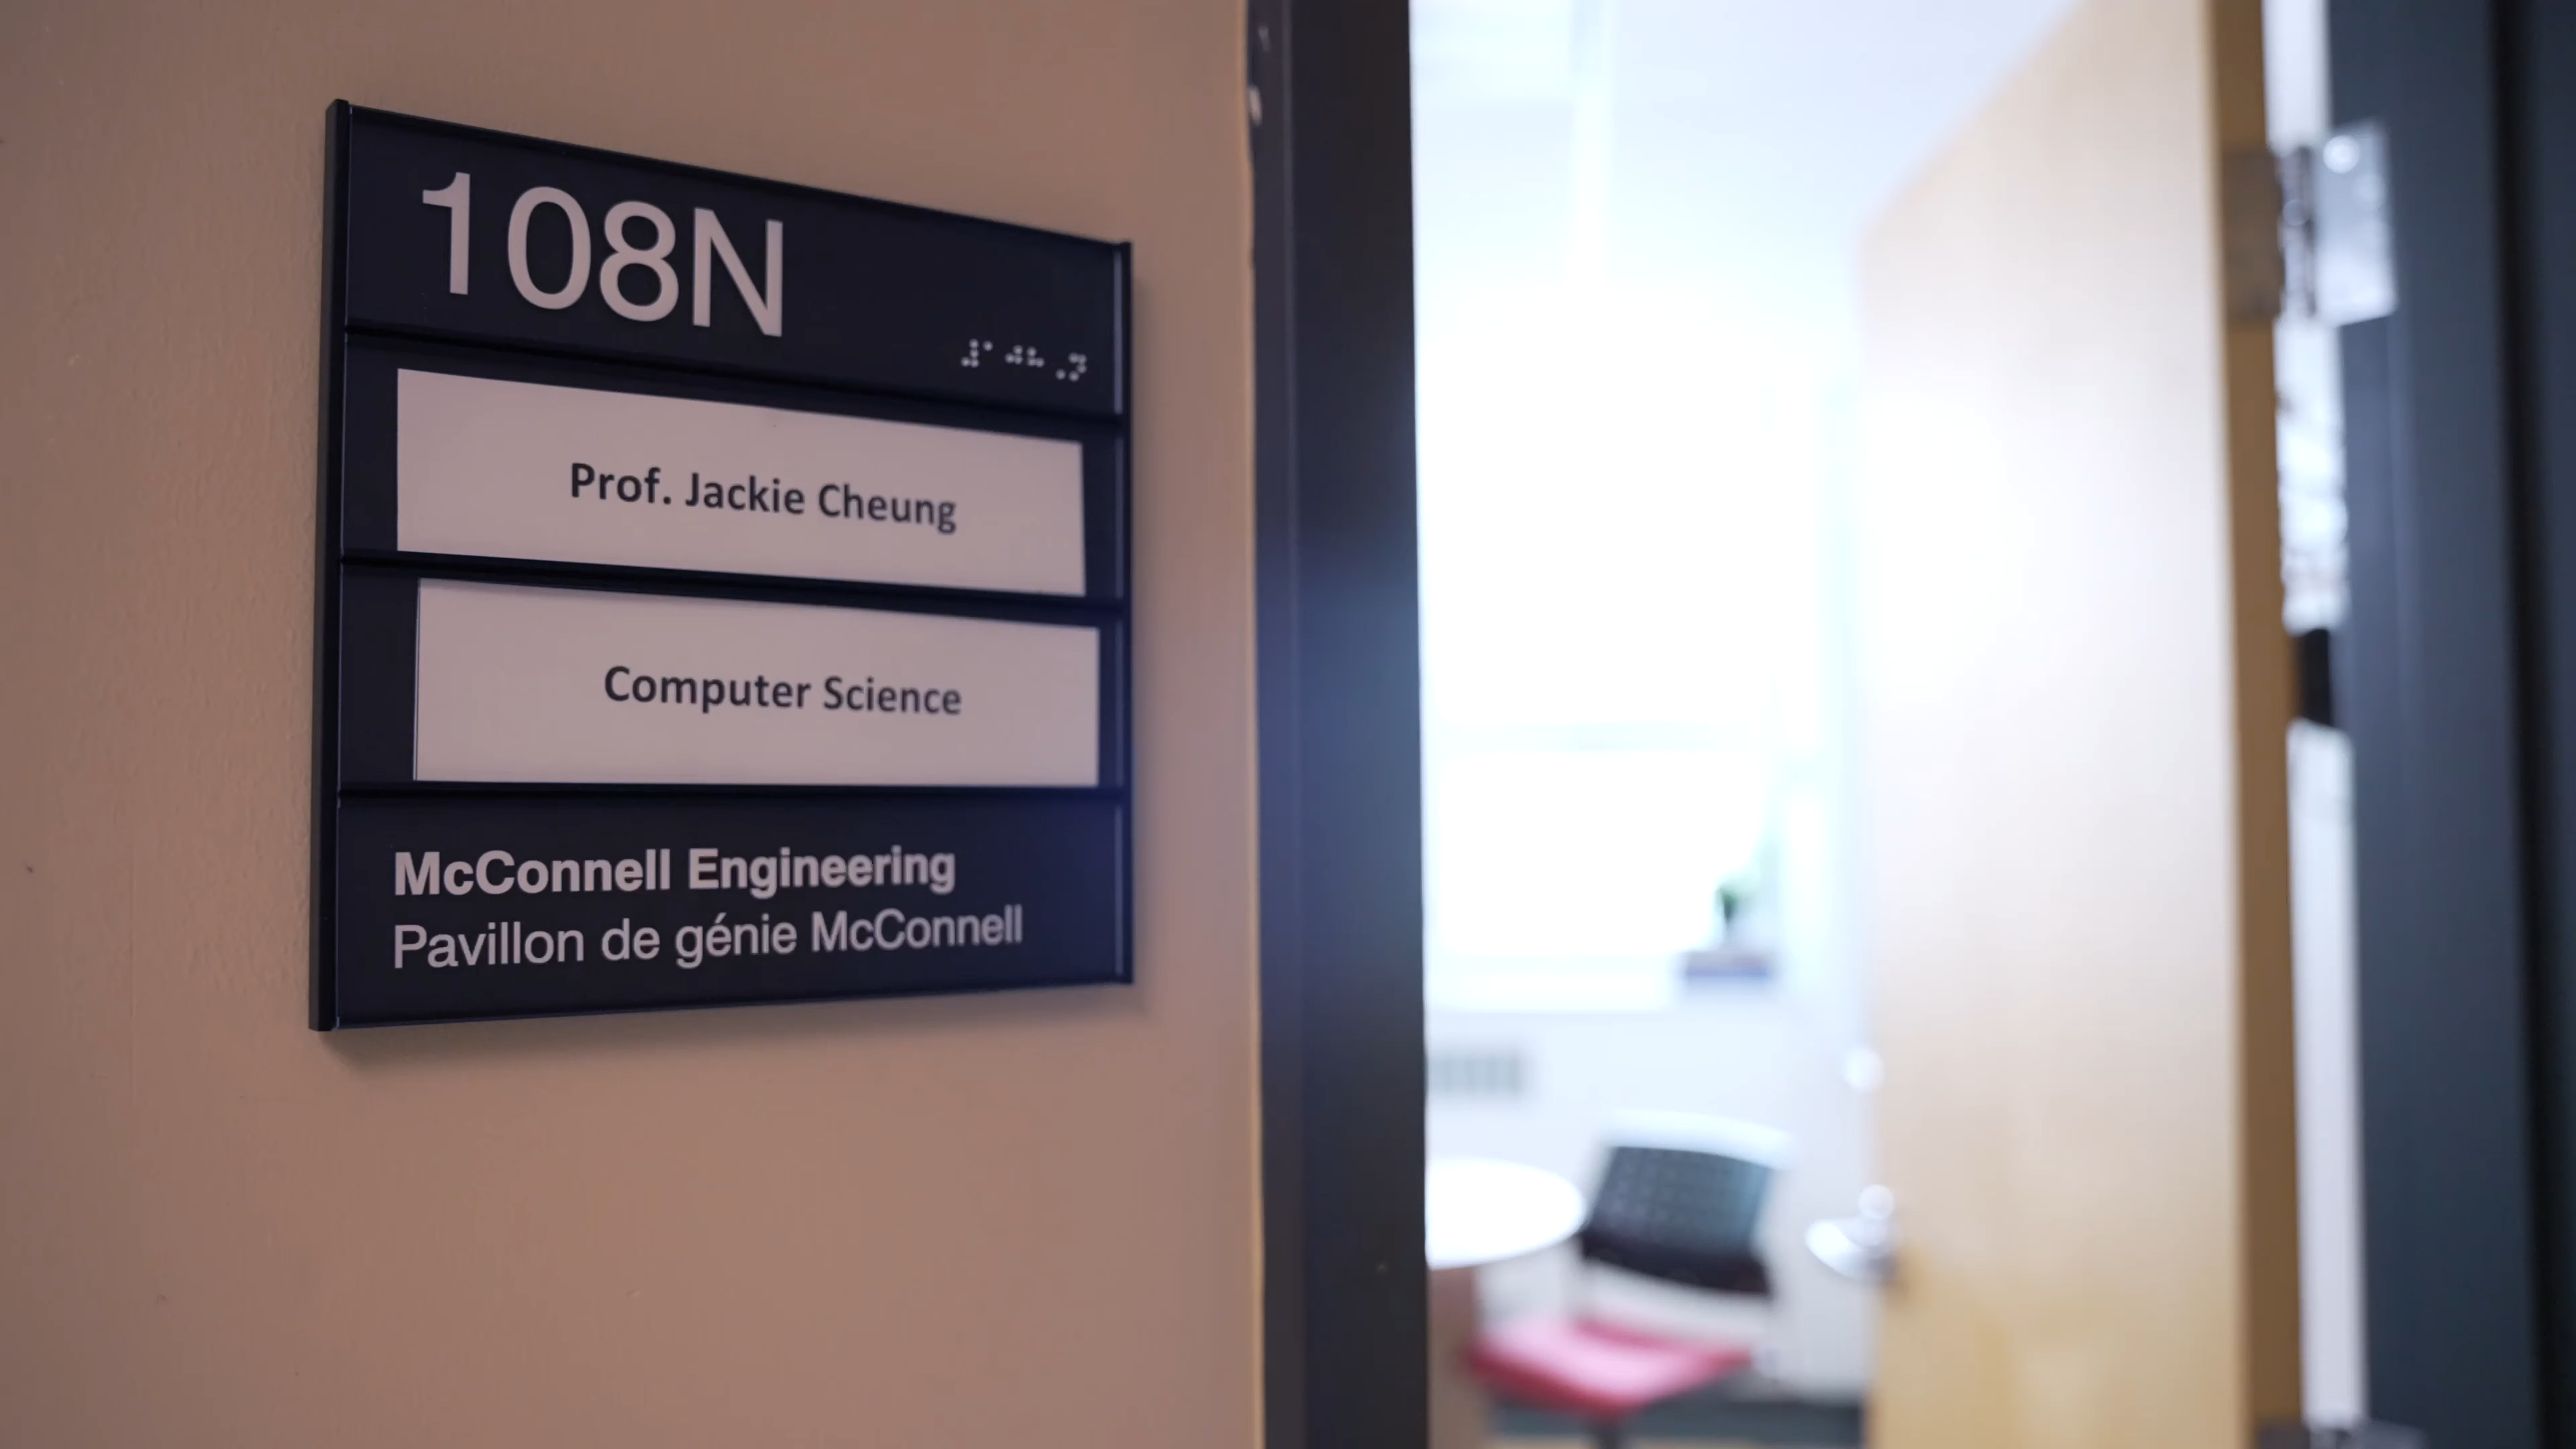 108N
Prof. Jackie Cheung
Computer Science
McConnell Engineering
Pavillon de génie McConnell